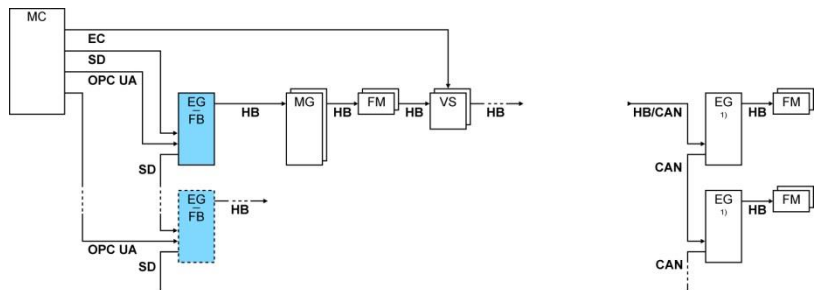 MC
EC
SD
OPC UA
EG
–
FB
HB
MG
HB
FM
HB
VS
HB
SD
EG
–
FB
HB
OPC UA
SD
HB/CAN
EG
1)
HB
FM
CAN
EG
1)
HB
FM
CAN